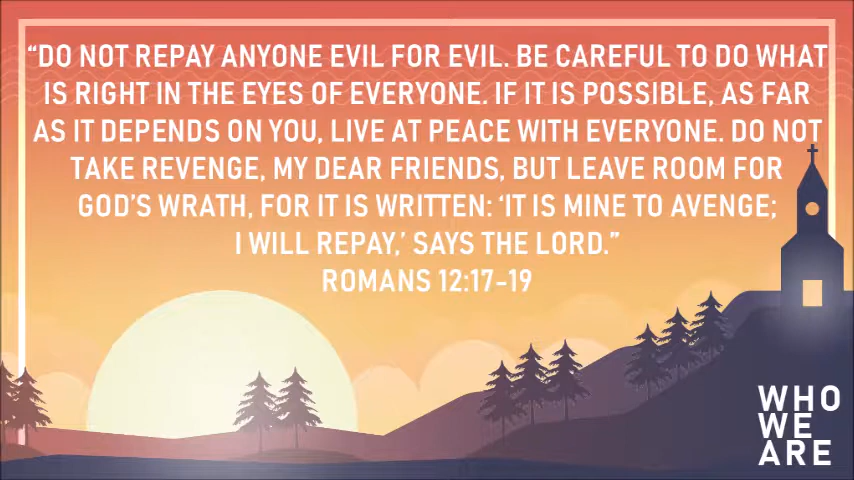 “DO NOT REPAY ANYONE EVIL FOR EVIL. BE CAREFUL TO DO WHAT
IS RIGHT IN THE EYES OF EVERYONE. IF IT IS POSSIBLE, AS FAR
AS IT DEPENDS ON YOU, LIVE AT PEACE WITH EVERYONE. DO NOT
TAKE REVENGE, MY DEAR FRIENDS, BUT LEAVE ROOM FOR
GOD’S WRATH, FOR IT IS WRITTEN: ‘IT IS MINE TO AVENGE;
I WILL REPAY,’ SAYS THE LORD.”
ROMANS 12:17-19
WHO
WE
ARE